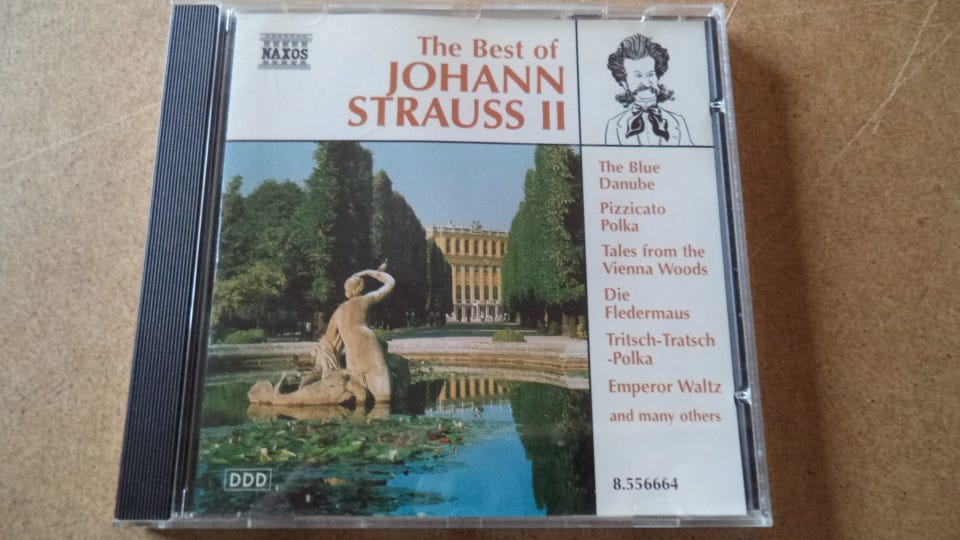 NAXOS
The Best of
JOHANN
STRAUSS II
The Blue
Danube
Pizzicato
Polka
Tales from the
Vienna Woods
Die
Fledermaus
Tritsch-Tratsch
-Polka
Emperor Waltz
and many others
DDD
8.556664